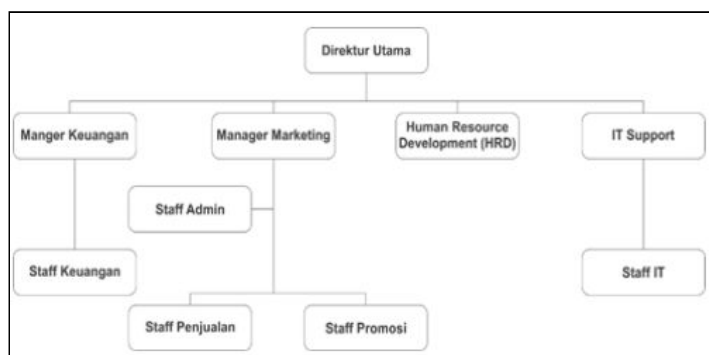 Direktur Utama
Manger Keuangan
Manager Marketing
Human Resource
Development (HRD)
IT Support
Staff Admin
Staff Keuangan
Staff IT
Staff Penjualan
Staff Promosi